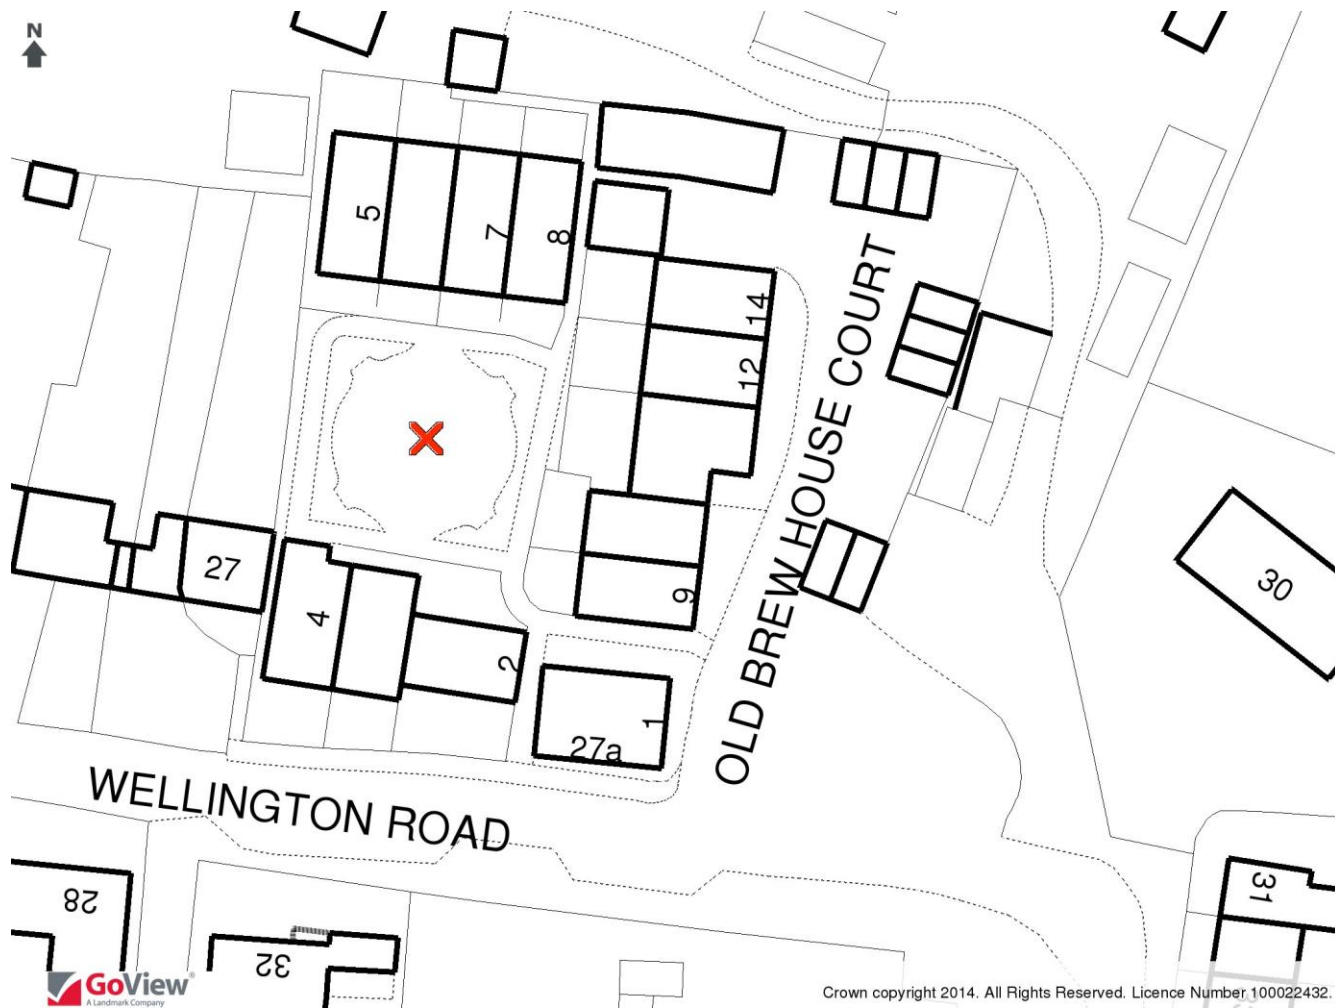 N
5
7
8
14
12
OLD BREW HOUSE COURT
27
9
30
4
2
1
27a
WELLINGTON ROAD
28
32
31
GoView
A Landmark Company
Crown copyright 2014. All Rights Reserved. Licence Number 100022432